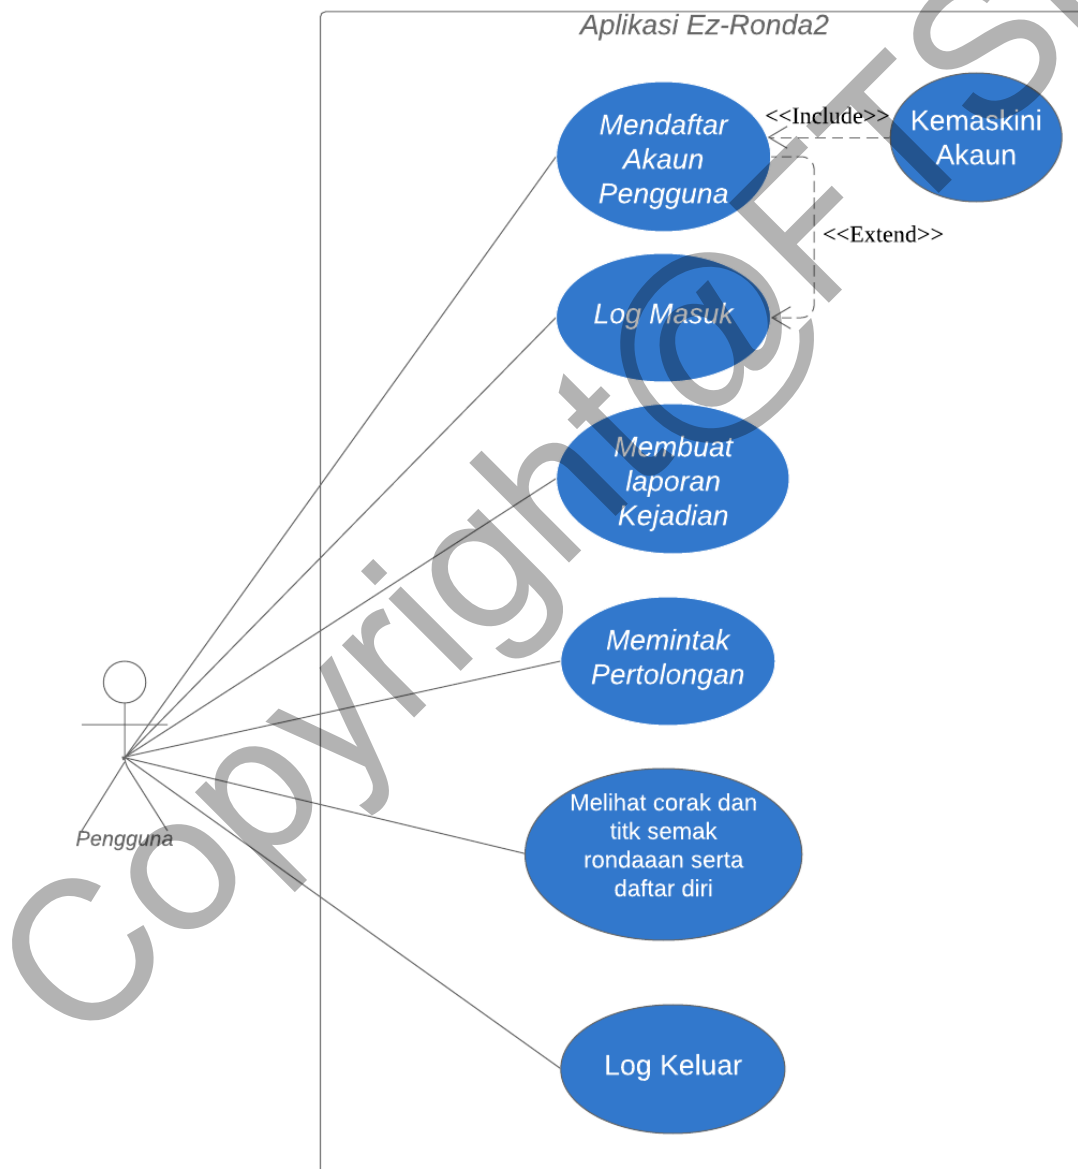 Aplikasi Ez-Ronda2
Mendaftar
Akaun
Pengguna
<<Include>>
Kemaskini
Akaun
<<Extend>>
Log Masuk
Membuat
laporan
Kejadian
Memintak
Pertolongan
Pengguna
Melihat corak dan
titk semak
rondaaan serta
daftar diri
Log Keluar
Copyright@FTS